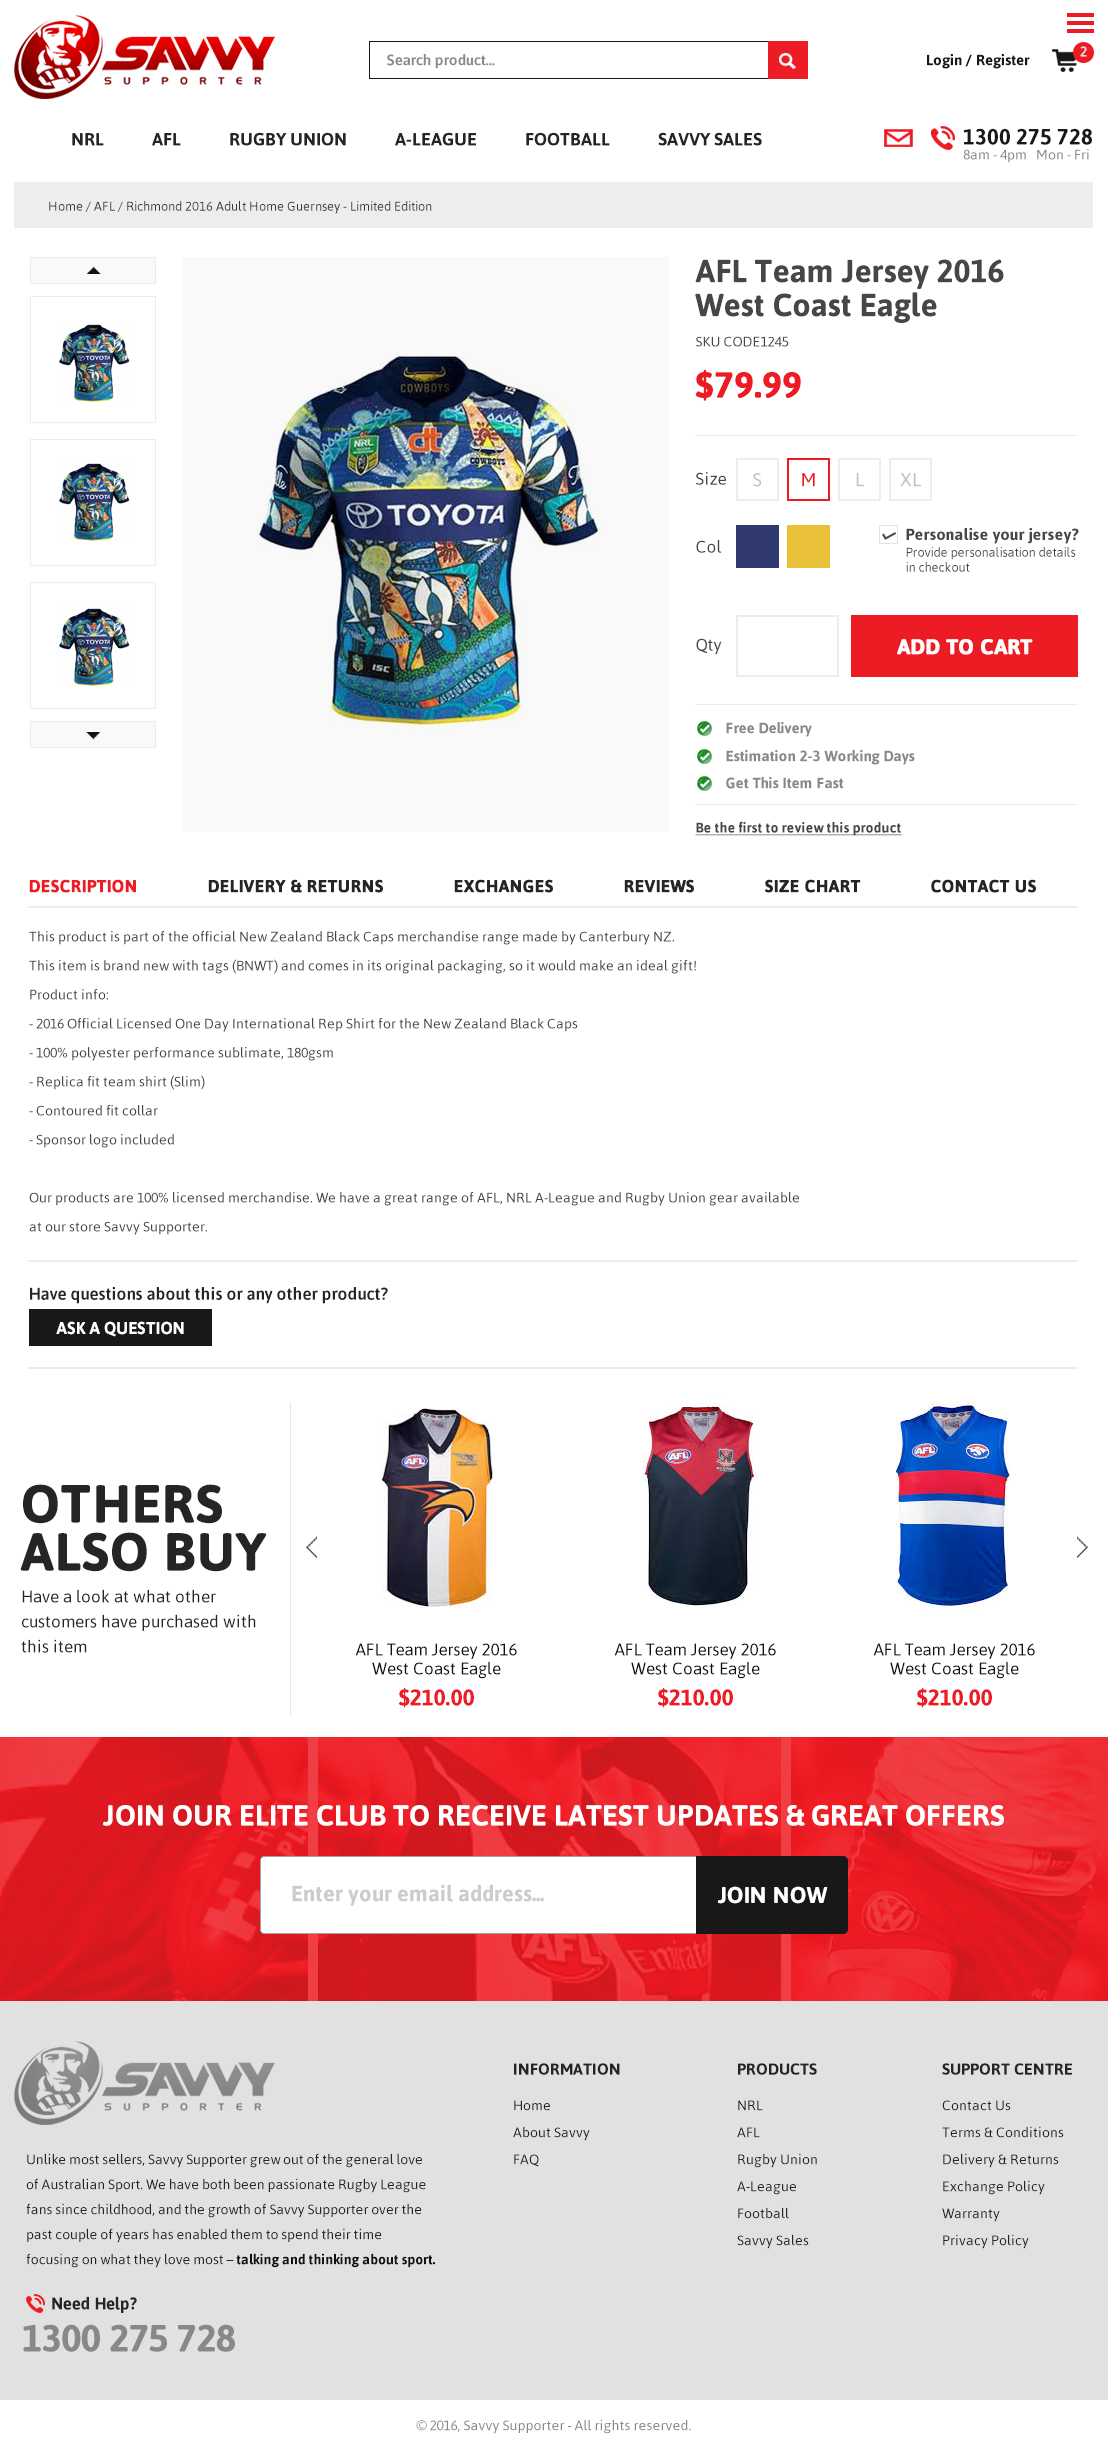 SAVVY
SUPPORTER
Search product...
Login / Register
2
NRL
AFL
RUGBY UNION
A-LEAGUE
FOOTBALL
SAVVY SALES
1300 275 728
8am - 4pm Mon - Fri
Home / AFL / Richmond 2016 Adult Home Guernsey - Limited Edition
TOYOTA
TOYOTA
TOYOTA
COWBOYS
NRL
COWBOYS
TOYOTA
ISC
AFL Team Jersey 2016
West Coast Eagle
SKU CODE1245
$79.99
Size
S
M
L
XL
Col
Personalise your jersey?
Provide personalisation details
in checkout
Qty
ADD TO CART
Free Delivery
Estimation 2-3 Working Days
Get This Item Fast
Be the first to review this product
DESCRIPTION
DELIVERY & RETURNS
EXCHANGES
REVIEWS
SIZE CHART
CONTACT US
This product is part of the official New Zealand Black Caps merchandise range made by Canterbury NZ.
This item is brand new with tags (BNWT) and comes in its original packaging, so it would make an ideal gift!
Product info:
- 2016 Official Licensed One Day International Rep Shirt for the New Zealand Black Caps
- 100% polyester performance sublimate, 180gsm
- Replica fit team shirt (Slim)
- Contoured fit collar
- Sponsor logo included
Our products are 100% licensed merchandise. We have a great range of AFL, NRL A-League and Rugby Union gear available
at our store Savvy Supporter.
Have questions about this or any other product?
ASK A QUESTION
OTHERS
ALSO BUY
Have a look at what other
customers have purchased with
this item
AFL
AFL Team Jersey 2016
West Coast Eagle
$210.00
AFL
AFL Team Jersey 2016
West Coast Eagle
$210.00
AFL
AFL Team Jersey 2016
West Coast Eagle
$210.00
JOIN OUR ELITE CLUB TO RECEIVE LATEST UPDATES & GREAT OFFERS
Enter your email address...
JOIN NOW
AFL
Emirates
ISC
SAVVY
SUPPORTER
Unlike most sellers, Savvy Supporter grew out of the general love
of Australian Sport. We have both been passionate Rugby League
fans since childhood, and the growth of Savvy Supporter over the
past couple of years has enabled them to spend their time
focusing on what they love most – talking and thinking about sport.
Need Help?
1300 275 728
INFORMATION
Home
About Savvy
FAQ
PRODUCTS
NRL
AFL
Rugby Union
A-League
Football
Savvy Sales
SUPPORT CENTRE
Contact Us
Terms & Conditions
Delivery & Returns
Exchange Policy
Warranty
Privacy Policy
© 2016, Savvy Supporter - All rights reserved.